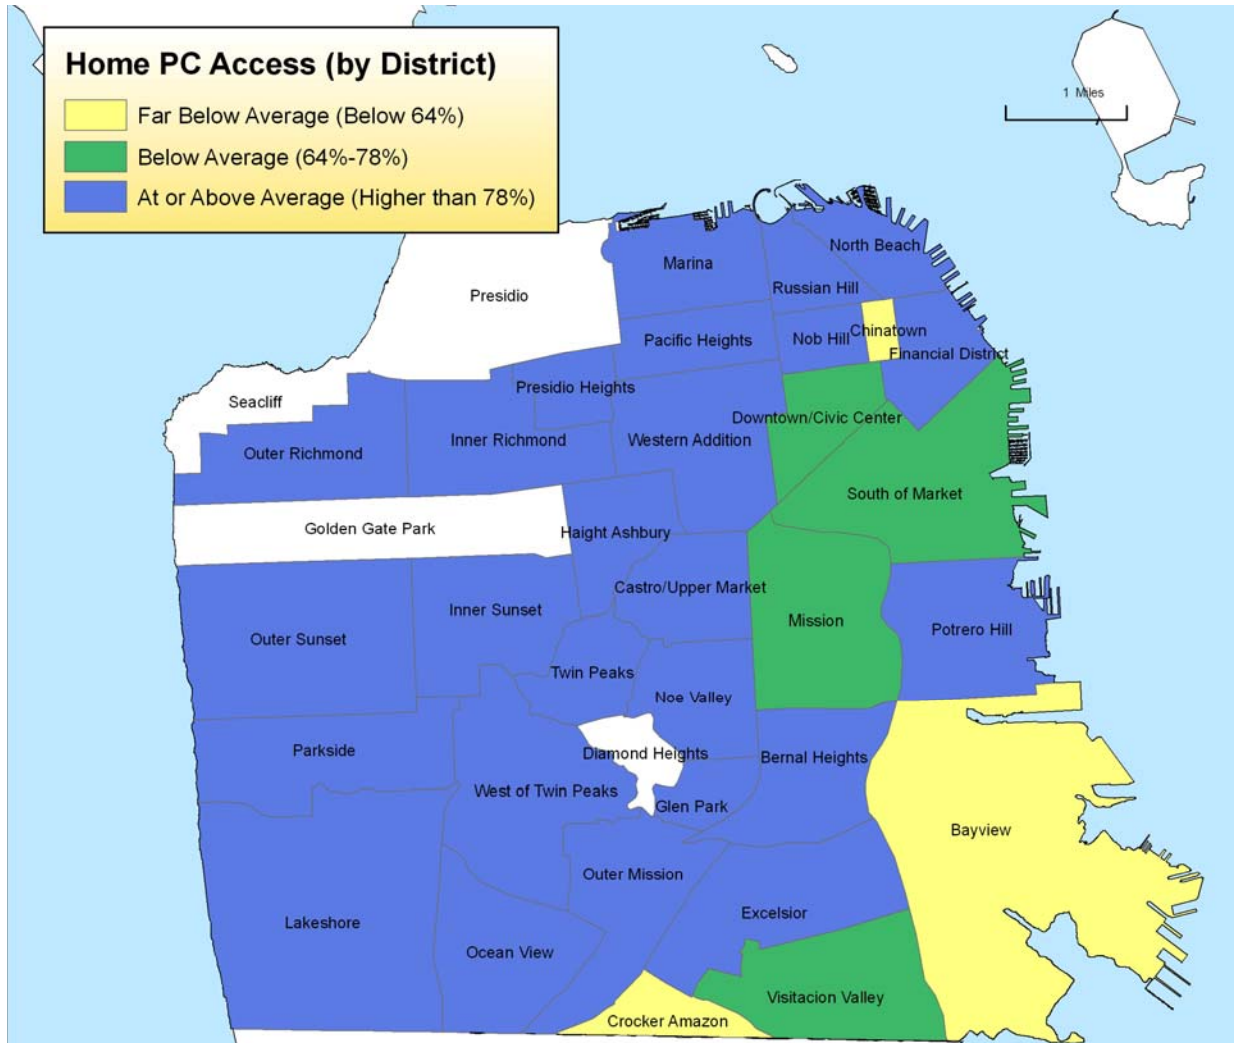 Home PC Access (by District)
Far Below Average (Below 64%)
Below Average (64%-78%)
At or Above Average (Higher than 78%)
1 Miles
North Beach
Marina
Russian Hill
Presidio
Chinatown
Nob Hill
Pacific Heights
Financial District
Presidio Heights
Seacliff
Downtown/Civic Center
Inner Richmond
Western Addition
Outer Richmond
South of Market
Golden Gate Park
Haight Ashbury
Castro/Upper Market
Inner Sunset
Mission
Potrero Hill
Outer Sunset
Twin Peaks
Noe Valley
Parkside
Diamond Heights
Bernal Heights
West of Twin Peaks
Glen Park
Bayview
Outer Mission
Excelsior
Lakeshore
Ocean View
Visitacion Valley
Crocker Amazon